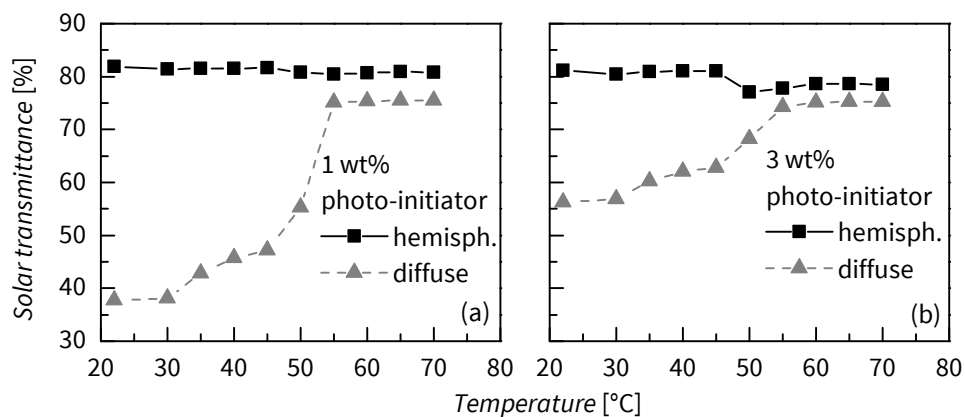 Solar transmittance [%]
90
80
70
60
50
40
30
1 wt%
photo-initiator
hemisph.
diffuse
(a)
20 30 40 50 60 70 80
3 wt%
photo-initiator
hemisph.
diffuse
(b)
20 30 40 50 60 70 80
Temperature [°C]